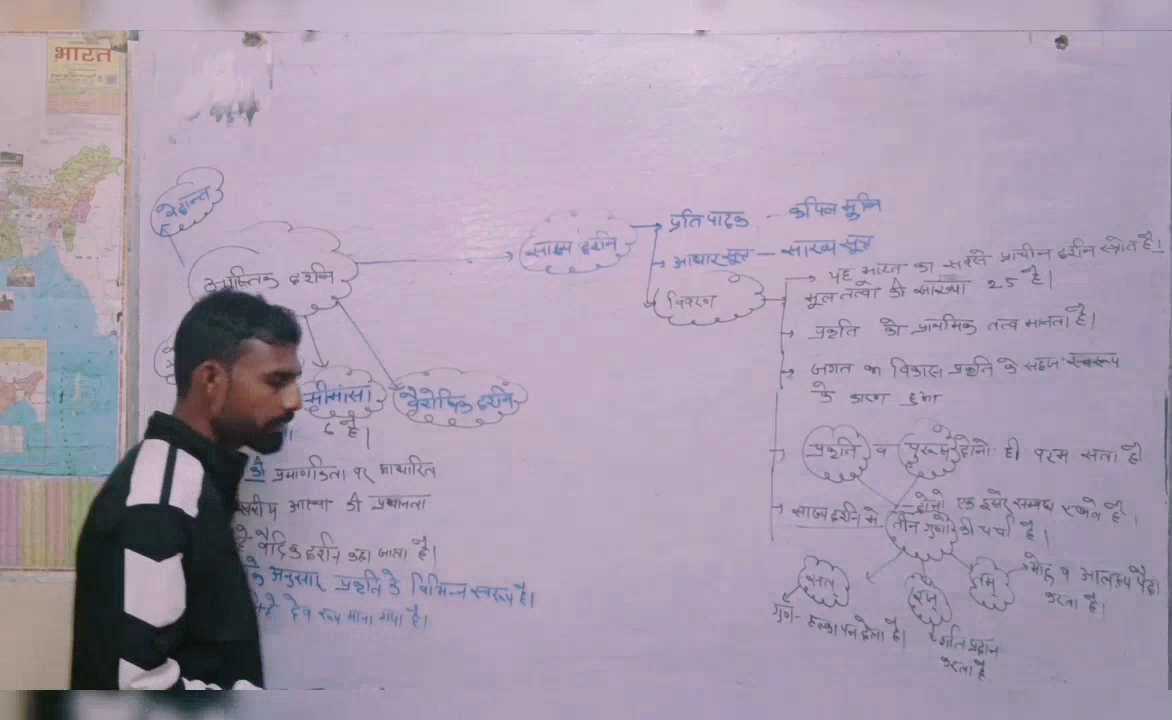 भारत
वेदान्त
आस्तिक दर्शन
मीमांसा
वैशेषिक दर्शन
6 है।
की प्रमाणिकता पर आधारित
आस्था की प्रधानता
वैदिक दर्शन कहा जाता है।
के अनुसार प्रकृति के विभिन्न स्वरूप है।
देव रूप माना गया है।
सांख्य दर्शन
प्रतिपादक - कपिल मुनि
आधार सूत्र - सांख्य सूत्र
विवरण
यह भारत का सबसे प्राचीन दर्शन स्त्रोत है।
मूल तत्वो की सांख्या 25 है।
प्रकृति को प्राथमिक तत्व मानता है।
जगत का विकास प्रकृति के सहज स्वरूप
के कारण हुआ
प्रकृति व पुरूष दोनो ही परम सत्ता है
दोनो एक दूसरे सम्बन्ध रखते है।
सांख्य दर्शन मे तीन गुणो की चर्चा है।
सत्व
रज
तम
मोह व आलस्य पैदा
करता है।
गुण - हल्कापन होता है।
गति प्रदान
करता है